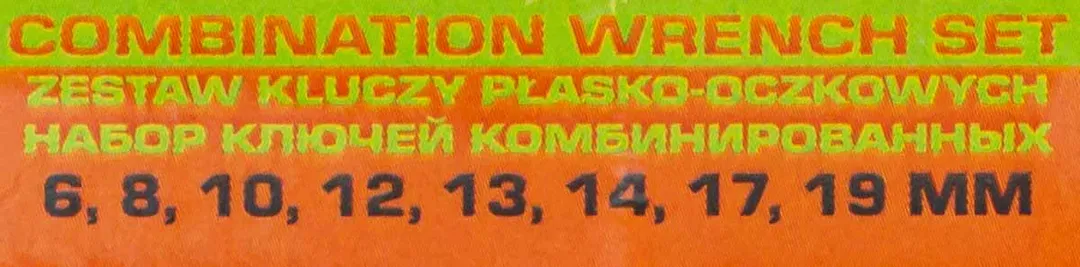 COMBINATION WRENCH SET
ZESTAW KLUCZY PŁASKO-OCZKOWYCH
НАБОР КЛЮЧЕЙ КОМБИНИРОВАННЫХ
6, 8, 10, 12, 13, 14, 17, 19 MM